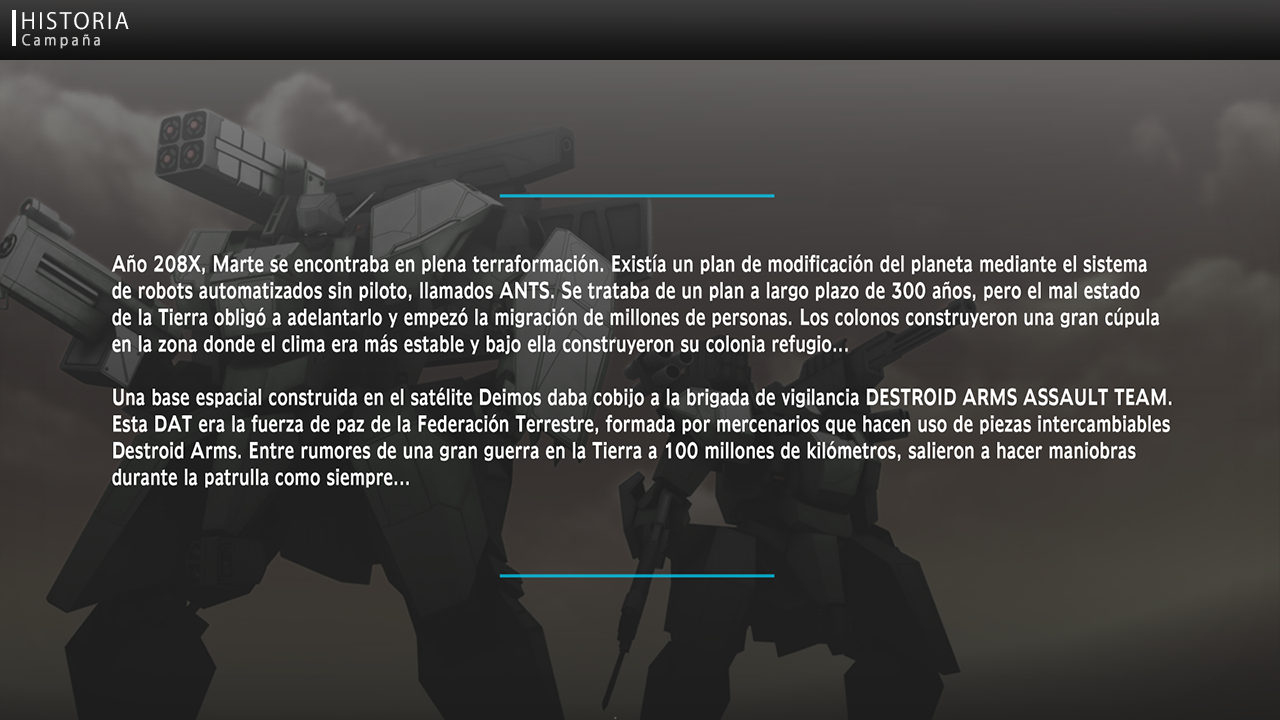 HISTORIA
Campaña
Año 208X, Marte se encontraba en plena terraformación. Existía un plan de modificación del planeta mediante el sistema
de robots automatizados sin piloto, llamados ANTS. Se trataba de un plan a largo plazo de 300 años, pero el mal estado
de la Tierra obligó a adelantarlo y empezó la migración de millones de personas. Los colonos construyeron una gran cúpula
en la zona donde el clima era más estable y bajo ella construyeron su colonia refugio...
Una base espacial construida en el satélite Deimos daba cobijo a la brigada de vigilancia DESTROID ARMS ASSAULT TEAM.
Esta DAT era la fuerza de paz de la Federación Terrestre, formada por mercenarios que hacen uso de piezas intercambiables
Destroid Arms. Entre rumores de una gran guerra en la Tierra a 100 millones de kilómetros, salieron a hacer maniobras
durante la patrulla como siempre...